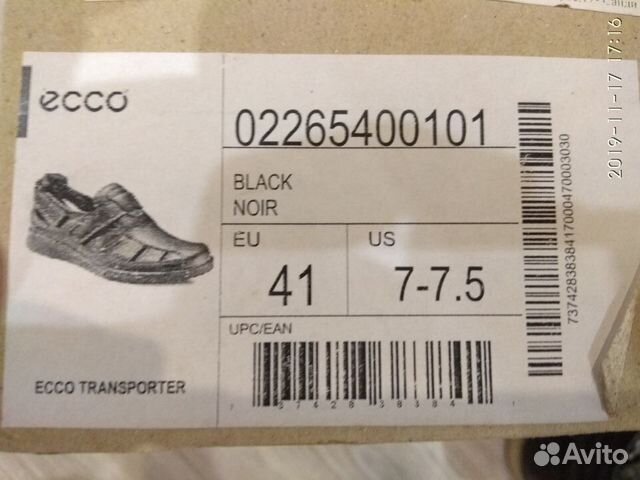 ecco
02265400101
BLACK
NOIR
EU
US
41
7-7.5
UPC/EAN
ECCO TRANSPORTER
7374283838417000470003030
2019-11-17 17:16
Avito